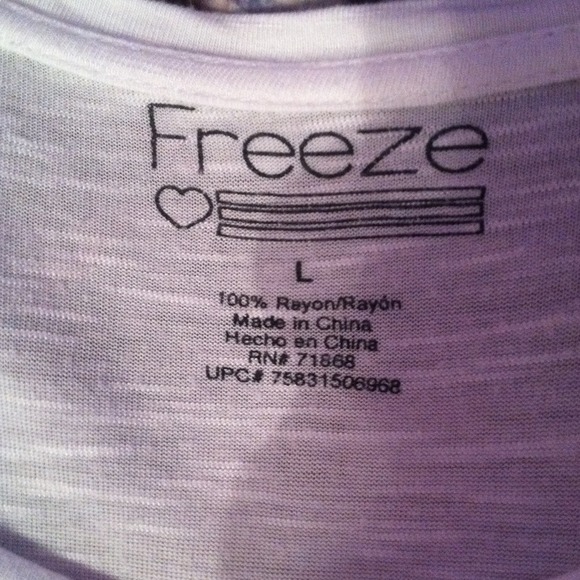 Freeze
L
100% Rayon/Rayón
Made in China
Hecho en China
RN# 71868
UPC# 75831506968